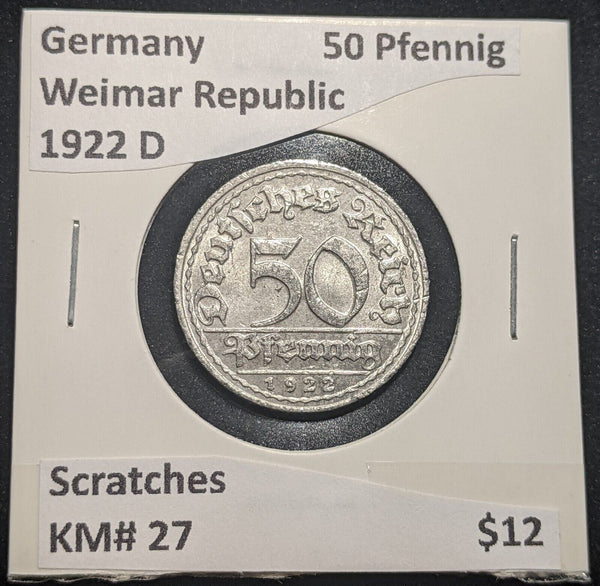 Germany 50 Pfennig
Weimar Republic
1922 D
Deutsches Reich
50
Pfennig
1922
Scratches
KM# 27 $12